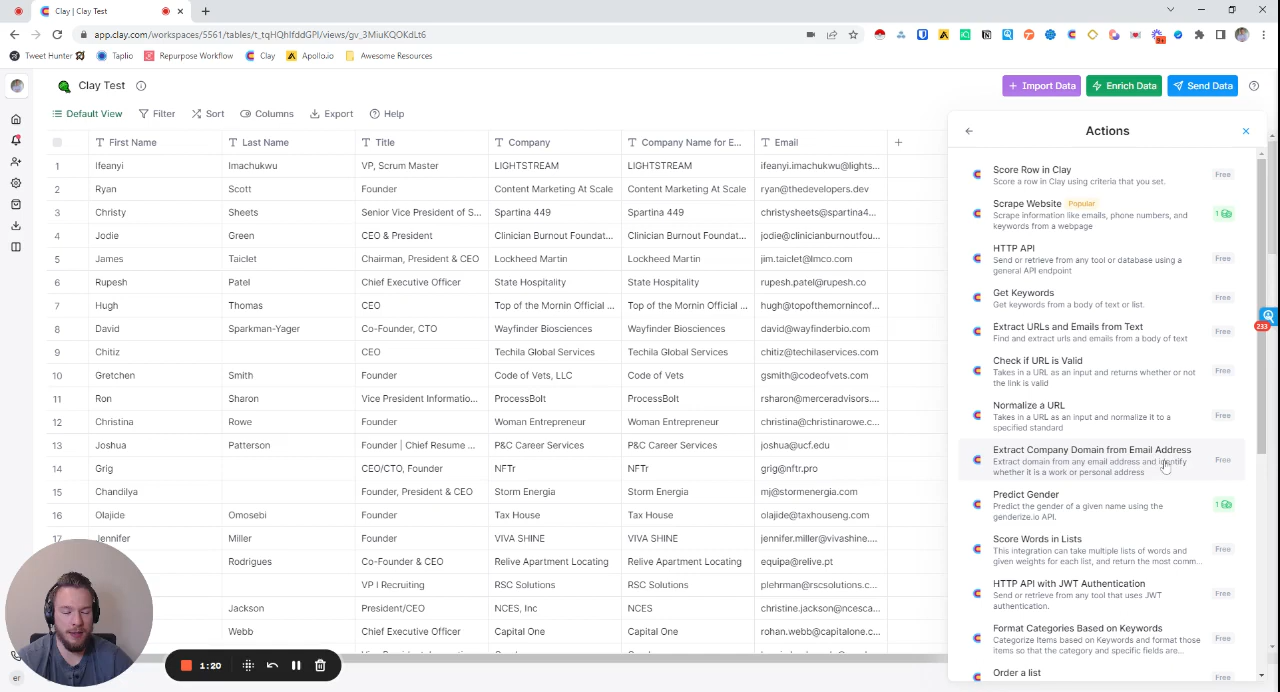 Clay | Clay Test
app.clay.com/workspaces/5561/tables/t_tqHQhIfddGPI/views/gv_3MiuKQOKdLt6
Tweet Hunter Taplio Repurpose Workflow Clay Apollo.io Awesome Resources
Clay Test
Import Data Enrich Data Send Data
Default View Filter Sort Columns Export Help
First Name Last Name Title Company Company Name for E... Email
1 Ifeanyi Imachukwu VP, Scrum Master LIGHTSTREAM LIGHTSTREAM ifeanyi.imachukwu@lights...
2 Ryan Scott Founder Content Marketing At Scale Content Marketing At Scale ryan@thedevelopers.dev
3 Christy Sheets Senior Vice President of S... Spartina 449 Spartina 449 christysheets@spartina4...
4 Jodie Green CEO & President Clinician Burnout Foundat... Clinician Burnout Foundat... jodie@clinicianburnoutfou...
5 James Taiclet Chairman, President & CEO Lockheed Martin Lockheed Martin jim.taiclet@lmco.com
6 Rupesh Patel Chief Executive Officer State Hospitality State Hospitality rupesh.patel@rupesh.co
7 Hugh Thomas CEO Top of the Mornin Official ... Top of the Mornin Official ... hugh@topofthemorningcof...
8 David Sparkman-Yager Co-Founder, CTO Wayfinder Biosciences Wayfinder Biosciences david@wayfinderbio.com
9 Chitiz CEO Techila Global Services Techila Global Services chitiz@techilaservices.com
10 Gretchen Smith Founder Code of Vets, LLC Code of Vets gsmith@codeofvets.com
11 Ron Sharon Vice President Informatio... ProcessBolt ProcessBolt rsharon@merceradvisors....
12 Christina Rowe Founder Woman Entrepreneur Woman Entrepreneur christina@christinarowe.c...
13 Joshua Patterson Founder | Chief Resume ... P&C Career Services P&C Career Services joshua@ucf.edu
14 Grig CEO/CTO, Founder NFTr NFTr grig@nftr.pro
15 Chandilya Founder, President & CEO Storm Energia Storm Energia mj@stormenergia.com
16 Olajide Omosebi Founder Tax House Tax House olajide@taxhouseng.com
17 Jennifer Miller Founder VIVA SHINE VIVA SHINE jennifer.miller@vivashine....
Rodrigues Co-Founder & CEO Relive Apartment Locating Relive Apartment Locating equipa@relive.pt
VP I Recruiting RSC Solutions RSC Solutions plehrman@rscsolutions.c...
Jackson President/CEO NCES, Inc NCES christine.jackson@ncesca...
Webb Chief Executive Officer Capital One Capital One rohan.webb@capitalone.c...
1:20
Actions
Score Row in Clay
Score a row in Clay using criteria that you set.
Free
Scrape Website Popular
Scrape information like emails, phone numbers, and
keywords from a webpage
1
HTTP API
Send or retrieve from any tool or database using a
general API endpoint
Free
Get Keywords
Get keywords from a body of text or list.
Free
Extract URLs and Emails from Text
Find and extract urls and emails from a body of text
Free
Check if URL is Valid
Takes in a URL as an input and returns whether or not
the link is valid
Free
Normalize a URL
Takes in a URL as an input and normalize it to a
specified standard
Free
Extract Company Domain from Email Address
Extract domain from any email address and identify
whether it is a work or personal address
Free
Predict Gender
Predict the gender of a given name using the
genderize.io API.
1
Score Words in Lists
This integration can take multiple lists of words and
given weights for each list, and return the most comm...
Free
HTTP API with JWT Authentication
Send or retrieve from any tool that uses JWT
authentication.
Free
Format Categories Based on Keywords
Categorize Items based on Keywords and format those
items so that the category and specific fields are...
Free
Order a list
Free
233